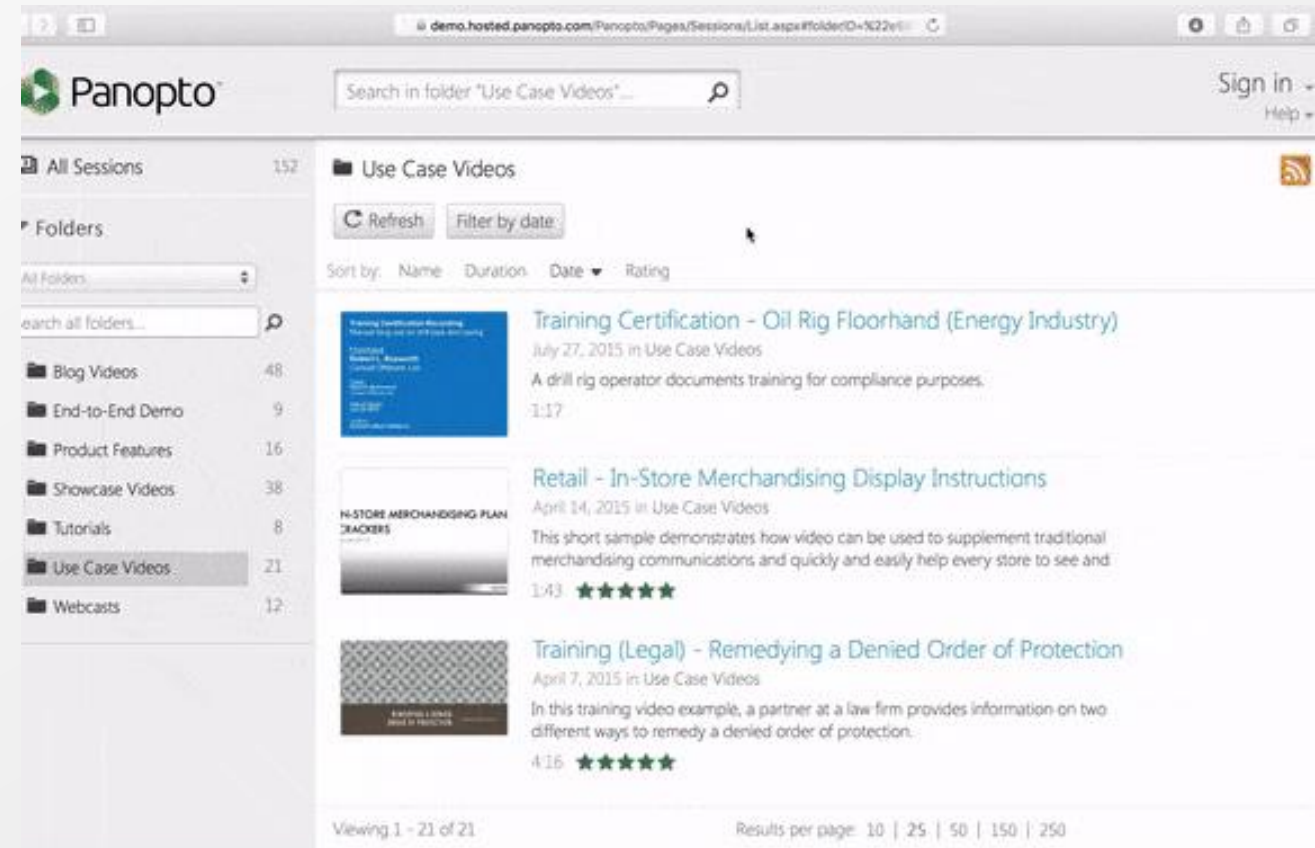 demo.hosted.panopto.com/Panopto/Pages/Sessions/List.aspx#folderID=%22e5
Panopto
Search in folder "Use Case Videos"...
Sign in
Help
All Sessions 152
Folders
All Folders
earch all folders...
Blog Videos 48
End-to-End Demo 9
Product Features 16
Showcase Videos 38
Tutorials 8
Use Case Videos 21
Webcasts 12
Use Case Videos
Refresh Filter by date
Sort by: Name Duration Date Rating
Training Certification - Oil Rig Floorhand (Energy Industry)
July 27, 2015 in Use Case Videos
A drill rig operator documents training for compliance purposes.
1:17
N-STORE MERCHANDISING PLAN
CRACKERS
Retail - In-Store Merchandising Display Instructions
April 14, 2015 in Use Case Videos
This short sample demonstrates how video can be used to supplement traditional
merchandising communications and quickly and easily help every store to see and
1:43
Training (Legal) - Remedying a Denied Order of Protection
April 7, 2015 in Use Case Videos
In this training video example, a partner at a law firm provides information on two
different ways to remedy a denied order of protection.
4:16
Viewing 1 - 21 of 21
Results per page: 10 | 25 | 50 | 150 | 250